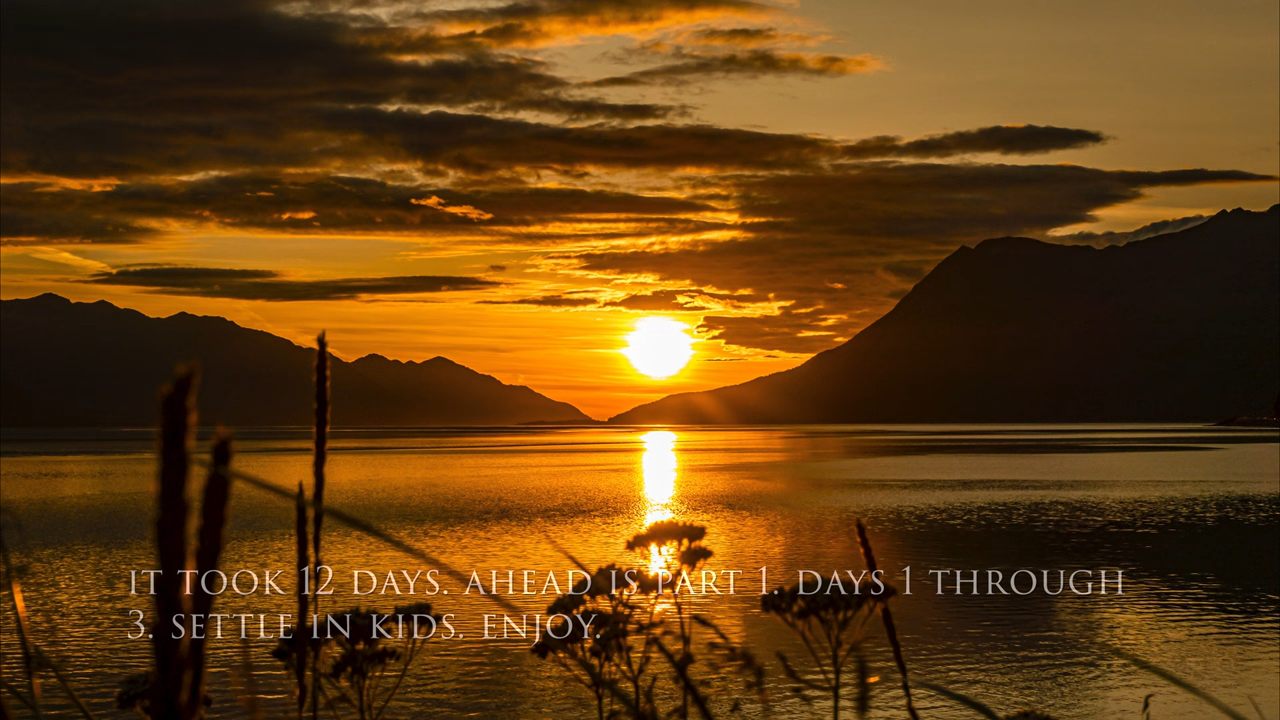 IT TOOK 12 DAYS. AHEAD IS PART 1. DAYS 1 THROUGH
3. SETTLE IN KIDS. ENJOY.